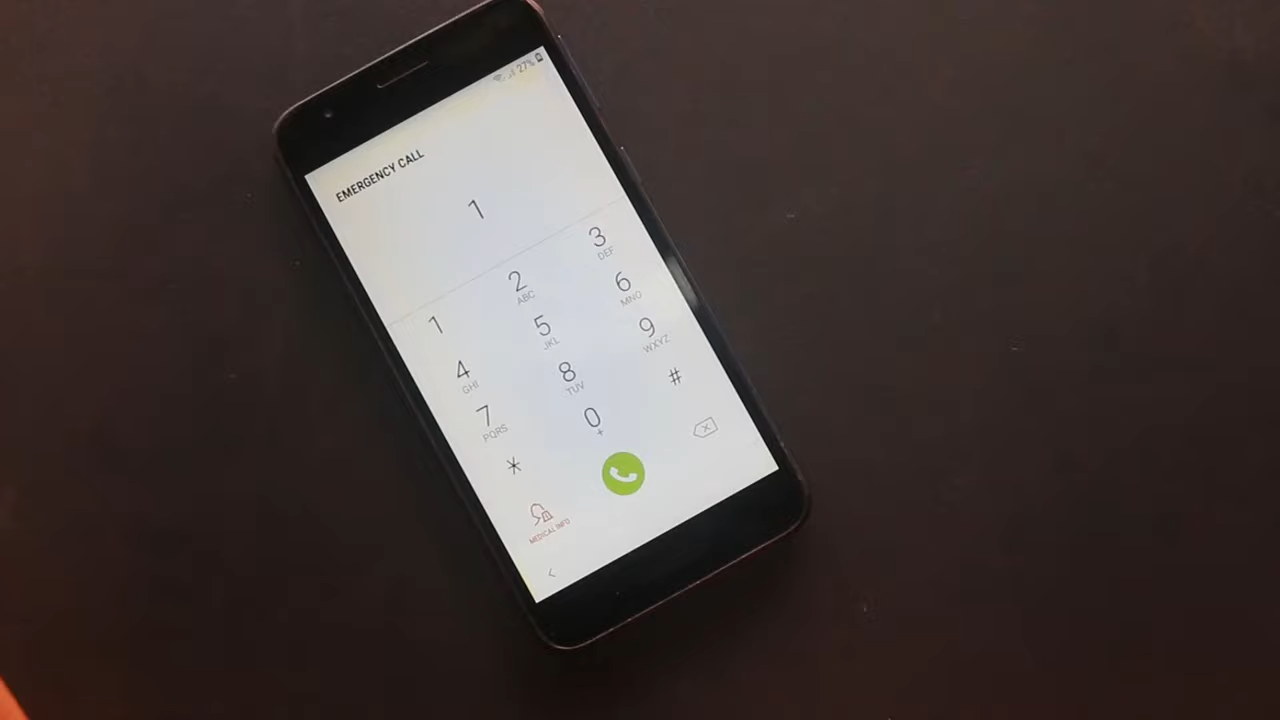 27%
EMERGENCY CALL
1
1
2 ABC
3 DEF
4 GHI
5 JKL
6 MNO
7 PQRS
8 TUV
9 WXYZ
*
0 +
#
MEDICAL INFO